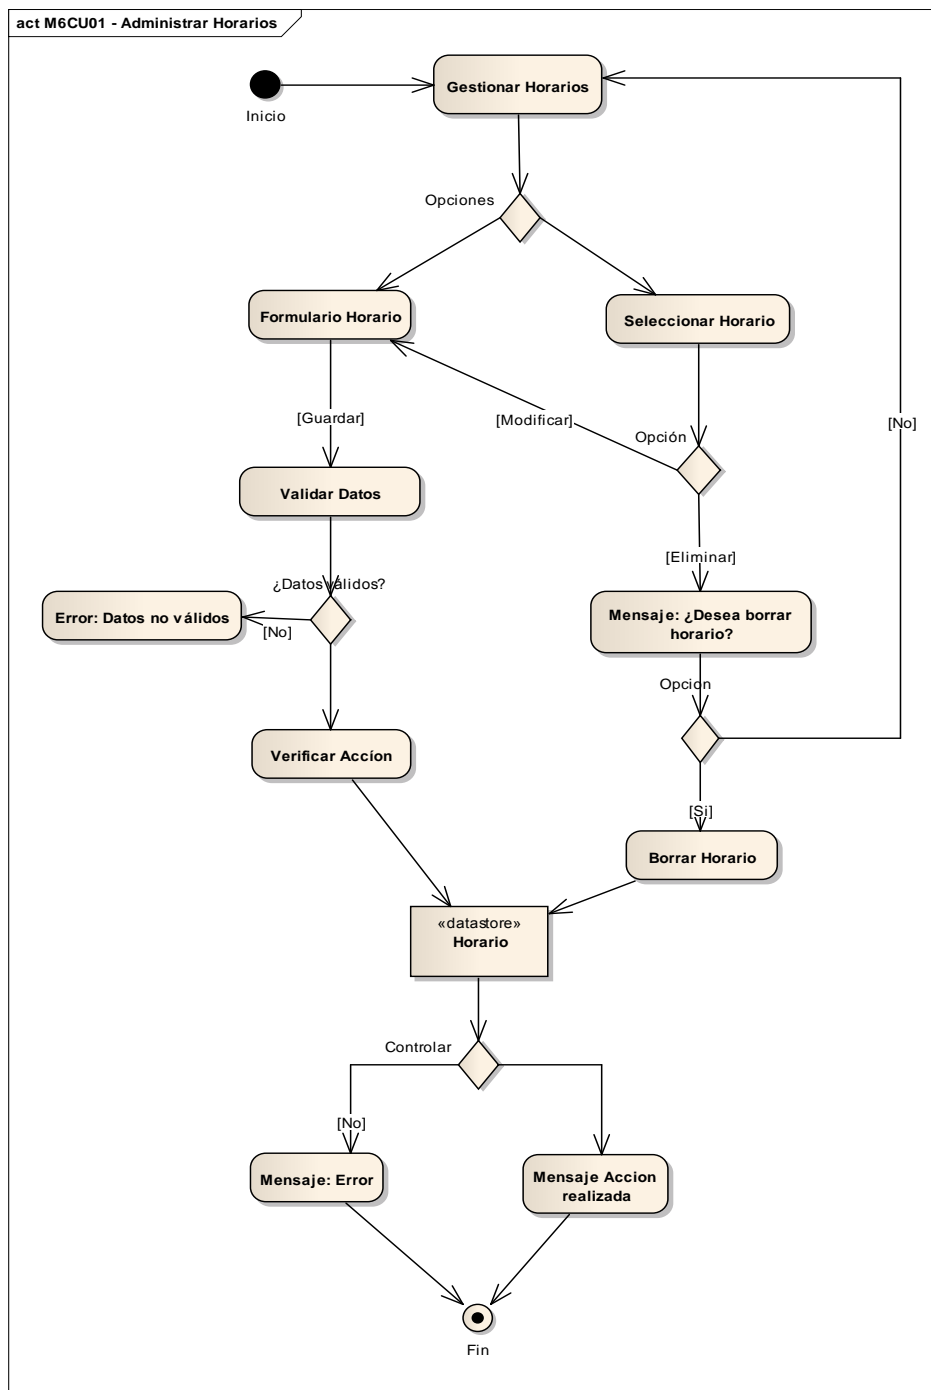 act M6CU01 - Administrar Horarios
Gestionar Horarios
Inicio
Opciones
Formulario Horario
Seleccionar Horario
[Guardar]
[Modificar]
[No]
Opción
Validar Datos
[Eliminar]
¿Datos válidos?
Error: Datos no válidos
[No]
Mensaje: ¿Desea borrar
horario?
Opcion
Verificar Accíon
[Si]
Borrar Horario
«datastore»
Horario
Controlar
[No]
Mensaje: Error
Mensaje Accion
realizada
Fin